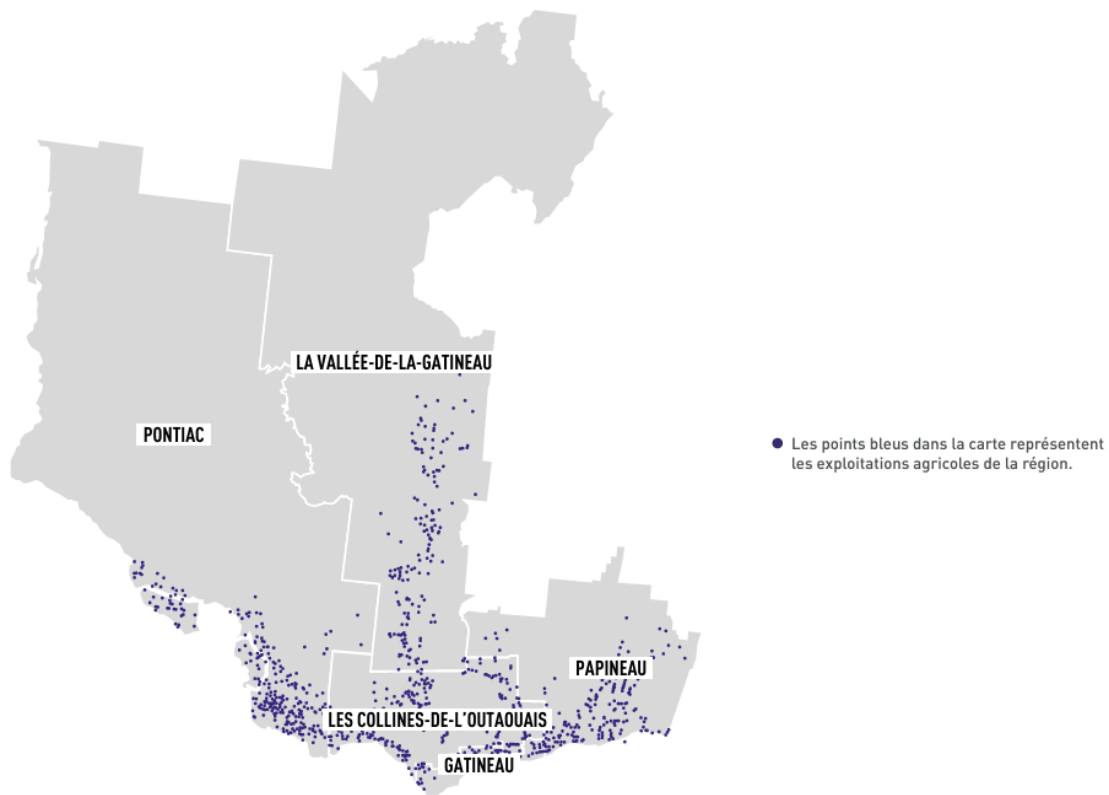 LA VALLÉE-DE-LA-GATINEAU
PONTIAC
Les points bleus dans la carte représentent
les exploitations agricoles de la région.
PAPINEAU
LES COLLINES-DE-L'OUTAOUAIS
GATINEAU